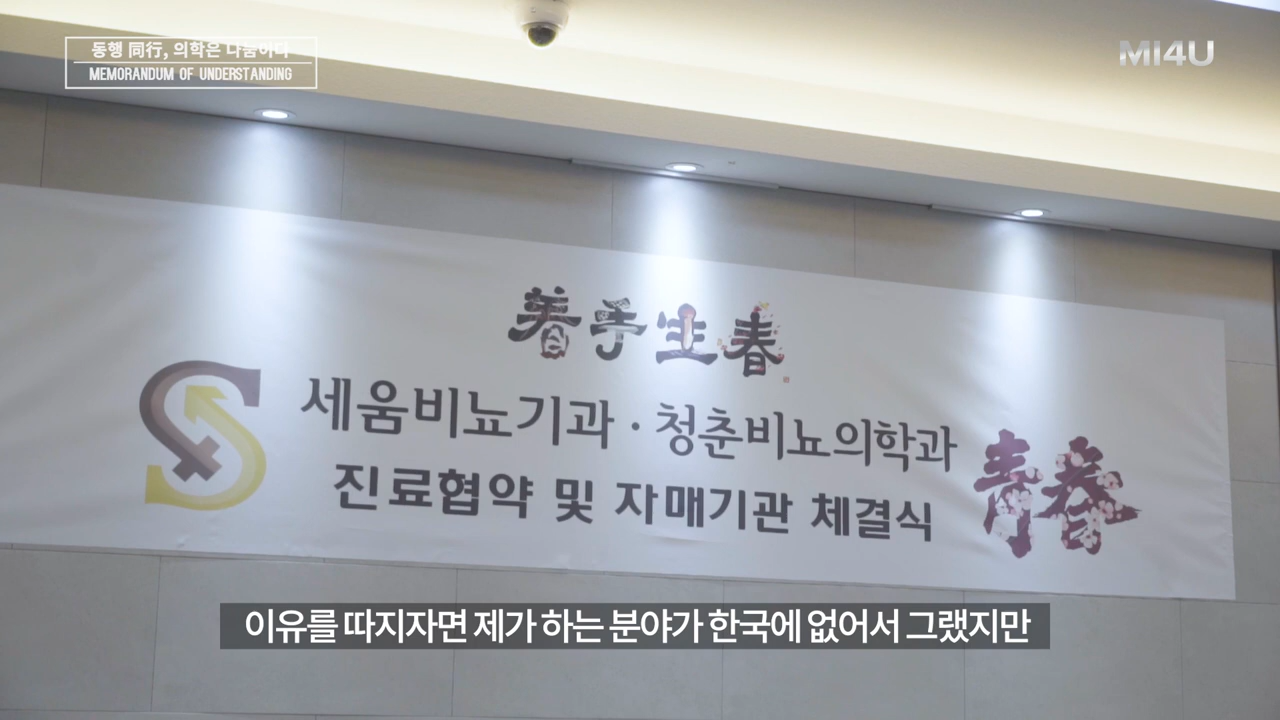 동행 同行, 의학은 나눔이다
MEMORANDUM OF UNDERSTANDING
MI4U
着手生春
세움비뇨기과 · 청춘비뇨의학과
진료협약 및 자매기관 체결식
靑春
이유를 따지자면 제가 하는 분야가 한국에 없어서 그랬지만